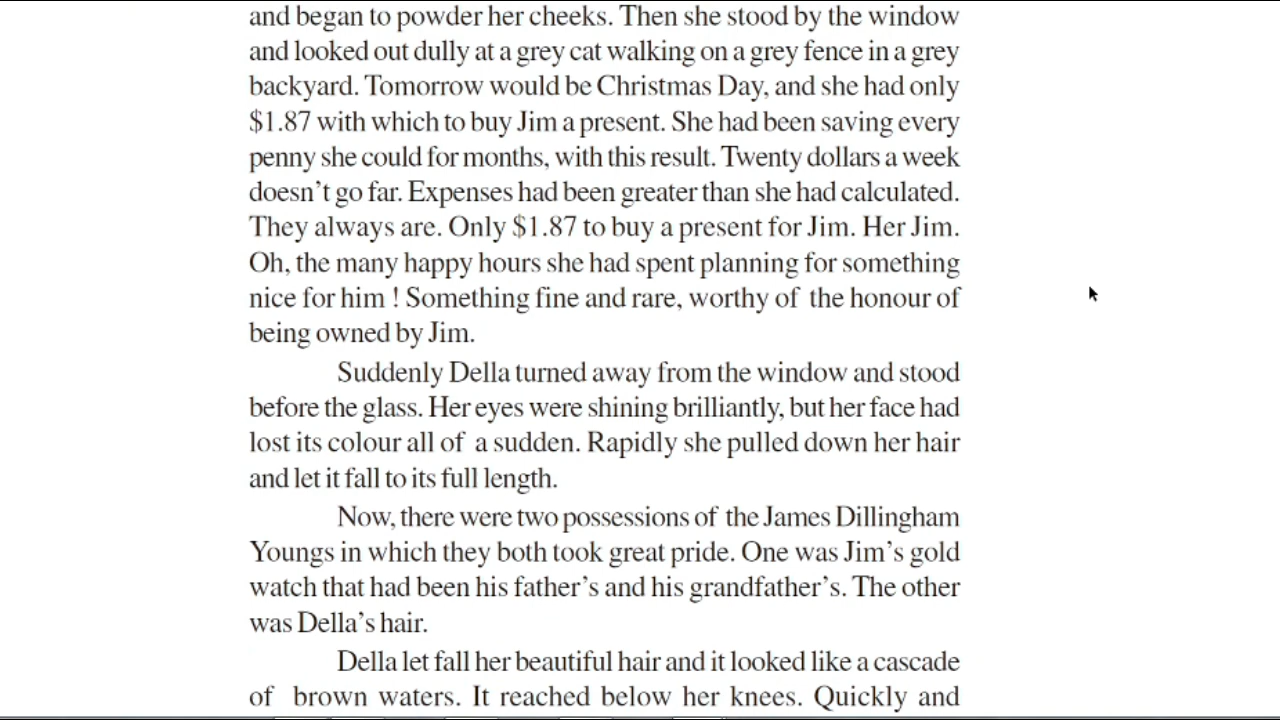 and began to powder her cheeks. Then she stood by the window
and looked out dully at a grey cat walking on a grey fence in a grey
backyard. Tomorrow would be Christmas Day, and she had only
$1.87 with which to buy Jim a present. She had been saving every
penny she could for months, with this result. Twenty dollars a week
doesn’t go far. Expenses had been greater than she had calculated.
They always are. Only $1.87 to buy a present for Jim. Her Jim.
Oh, the many happy hours she had spent planning for something
nice for him ! Something fine and rare, worthy of the honour of
being owned by Jim.
Suddenly Della turned away from the window and stood
before the glass. Her eyes were shining brilliantly, but her face had
lost its colour all of a sudden. Rapidly she pulled down her hair
and let it fall to its full length.
Now, there were two possessions of the James Dillingham
Youngs in which they both took great pride. One was Jim’s gold
watch that had been his father’s and his grandfather’s. The other
was Della’s hair.
Della let fall her beautiful hair and it looked like a cascade
of brown waters. It reached below her knees. Quickly and